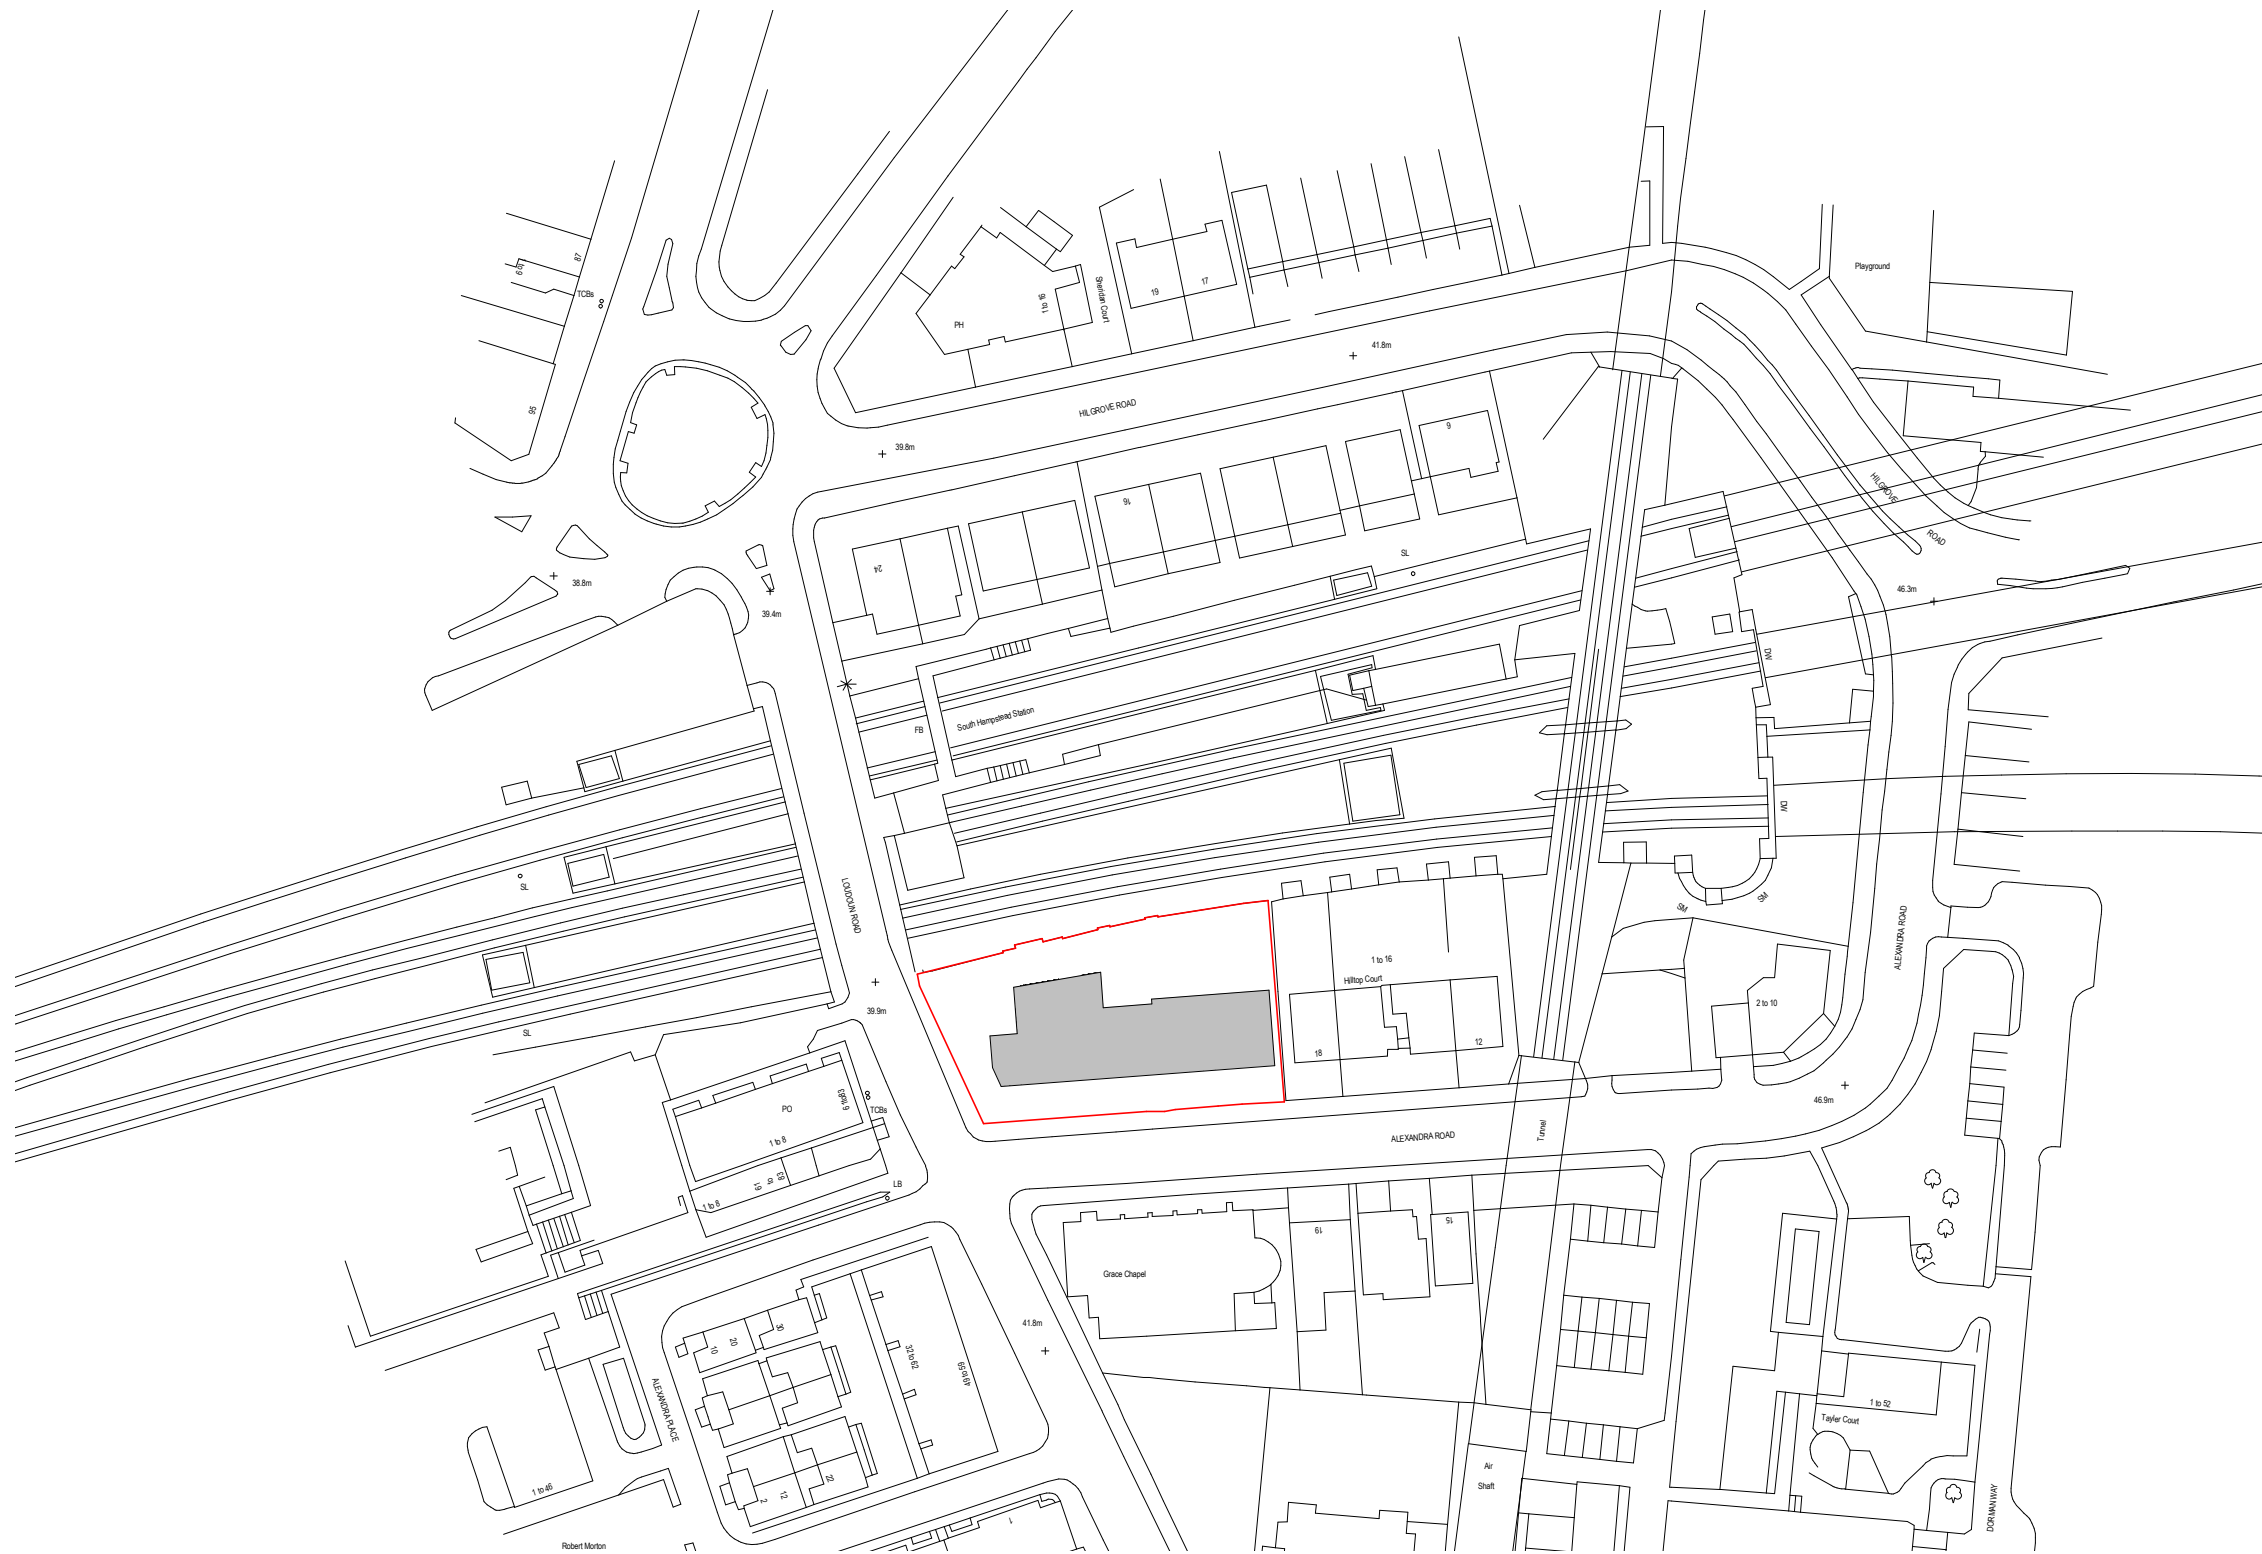 87
TCBs
95
PH
Sheridan Court
19
17
Playground
41.8m
HILGROVE ROAD
39.8m
9
16
24
SL
HILGROVE
ROAD
38.8m
39.4m
46.3m
DW
South Hampstead Station
FB
DW
SL
LOUDOUN ROAD
SM
SM
ALEXANDRA ROAD
1 to 16
Hilltop Court
2 to 10
39.9m
SL
18
12
46.9m
PO
TCBs
1 to 8
ALEXANDRA ROAD
Tunnel
61
to
83
1 to 8
LB
19
15
Grace Chapel
41.8m
10
20
30
32 to 62
49 to 59
ALEXANDRA PLACE
1 to 52
Tayler Court
2
12
22
1 to 46
Air
Shaft
DORMAN WAY
1
Robert Morton